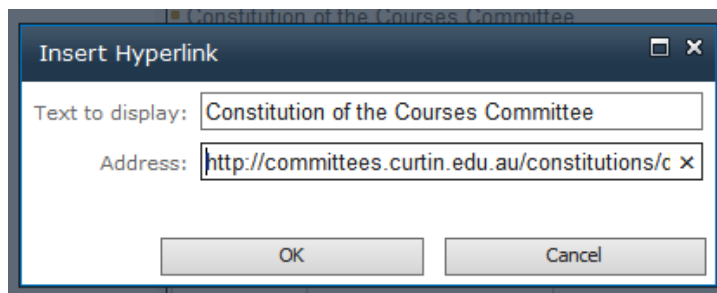 Constitution of the Courses Committee
Insert Hyperlink
Text to display: Constitution of the Courses Committee
Address: http://committees.curtin.edu.au/constitutions/c
OK Cancel